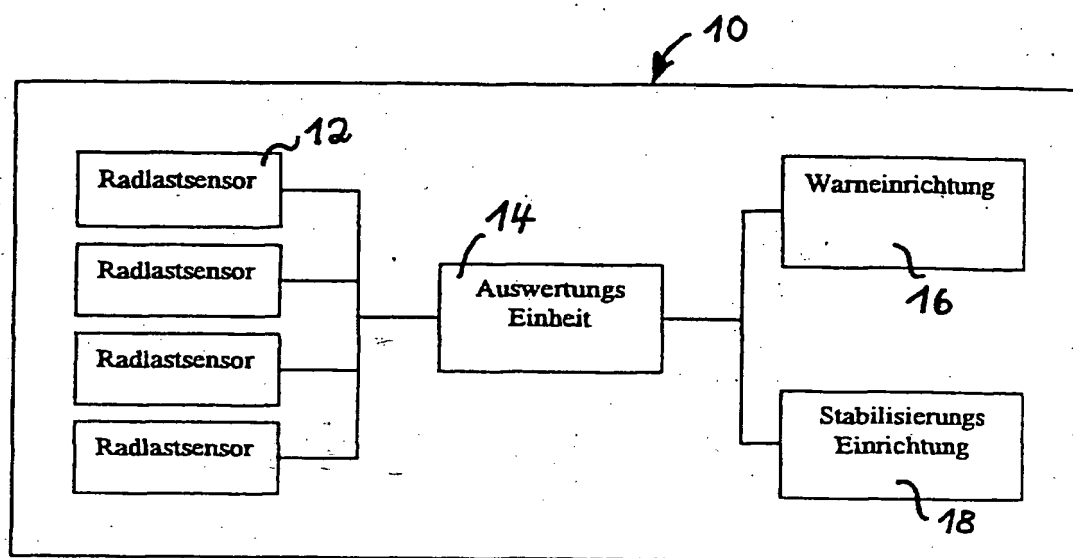 10
12
Radlastsensor
Radlastsensor
Radlastsensor
Radlastsensor
14
Auswertungs
Einheit
Warneinrichtung
16
Stabilisierungs
Einrichtung
18